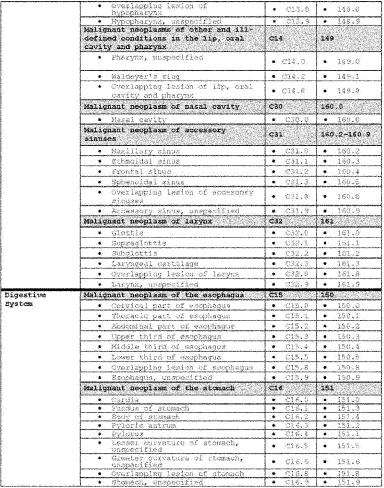 • Overlapping lesion of • C13.8 • 148.8
hypopharynx
• Hypopharynx, unspecified • C13.9 • 148.9
Malignant neoplasms of other and ill-
defined conditions in the lip, oral C14 149
cavity and pharynx
• Pharynx, unspecified • C14.0 • 149.0
• Waldeyer's ring • C14.2 • 149.1
• Overlapping lesion of lip, oral • C14.8 • 149.8
cavity and pharynx
Malignant neoplasm of nasal cavity C30 160.0
• Nasal cavity • C30.0 • 160.0
Malignant neoplasm of accessory C31 160.2-160.9
sinuses
• Maxillary sinus • C31.0 • 160.2
• Ethmoidal sinus • C31.1 • 160.3
• Frontal sinus • C31.2 • 160.4
• Sphenoidal sinus • C31.3 • 160.5
• Overlapping lesion of accessory • C31.8 • 160.8
sinuses
• Accessory sinus, unspecified • C31.9 • 160.9
Malignant neoplasm of larynx C32 161
• Glottis • C32.0 • 161.0
• Supraglottis • C32.1 • 161.1
• Subglottis • C32.2 • 161.2
• Laryngeal cartilage • C32.3 • 161.3
• Overlapping lesion of larynx • C32.8 • 161.8
• Larynx, unspecified • C32.9 • 161.9
Digestive Malignant neoplasm of the esophagus C15 150
System
• Cervical part of esophagus • C15.0 • 150.0
• Thoracic part of esophagus • C15.1 • 150.1
• Abdominal part of esophagus • C15.2 • 150.2
• Upper third of esophagus • C15.3 • 150.3
• Middle third of esophagus • C15.4 • 150.4
• Lower third of esophagus • C15.5 • 150.5
• Overlapping lesion of esophagus • C15.8 • 150.8
• Esophagus, unspecified • C15.9 • 150.9
Malignant neoplasm of the stomach C16 151
• Cardia • C16.0 • 151.0
• Fundus of stomach • C16.1 • 151.3
• Body of stomach • C16.2 • 151.4
• Pyloric antrum • C16.3 • 151.2
• Pylorus • C16.4 • 151.1
• Lesser curvature of stomach, • C16.5 • 151.5
unspecified
• Greater curvature of stomach, • C16.6 • 151.6
unspecified
• Overlapping lesion of stomach • C16.8 • 151.8
• Stomach, unspecified • C16.9 • 151.9